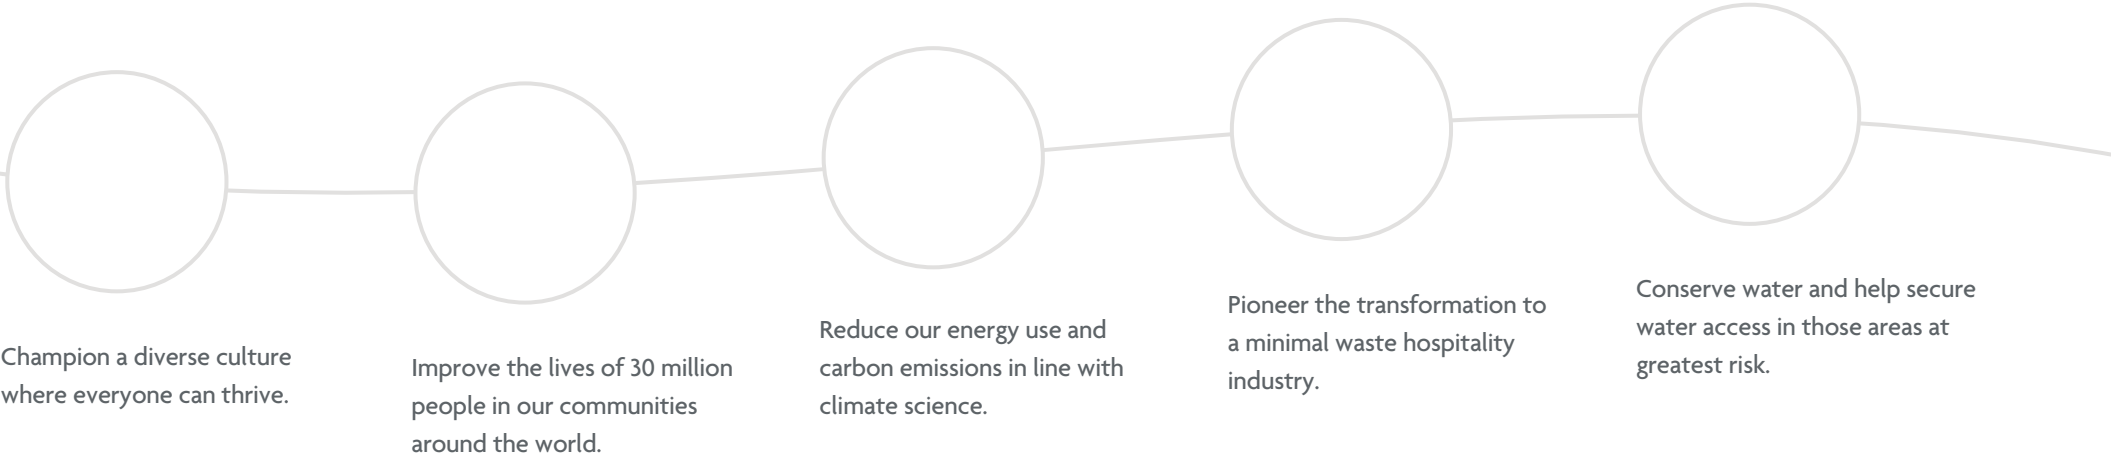 Champion a diverse culture
where everyone can thrive.
Improve the lives of 30 million
people in our communities
around the world.
Reduce our energy use and
carbon emissions in line with
climate science.
Pioneer the transformation to
a minimal waste hospitality
industry.
Conserve water and help secure
water access in those areas at
greatest risk.